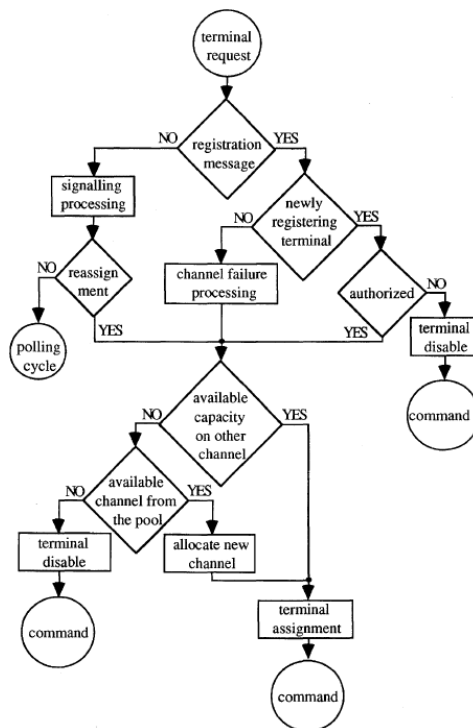 terminal
request
NO
registration
message
YES
signalling
processing
newly
registering
terminal
NO
YES
NO
reassign
ment
YES
channel failure
processing
authorized
NO
YES
polling
cycle
terminal
disable
command
available
capacity
on other
channel
NO
YES
available
channel from
the pool
NO
YES
terminal
disable
allocate new
channel
command
terminal
assignment
command